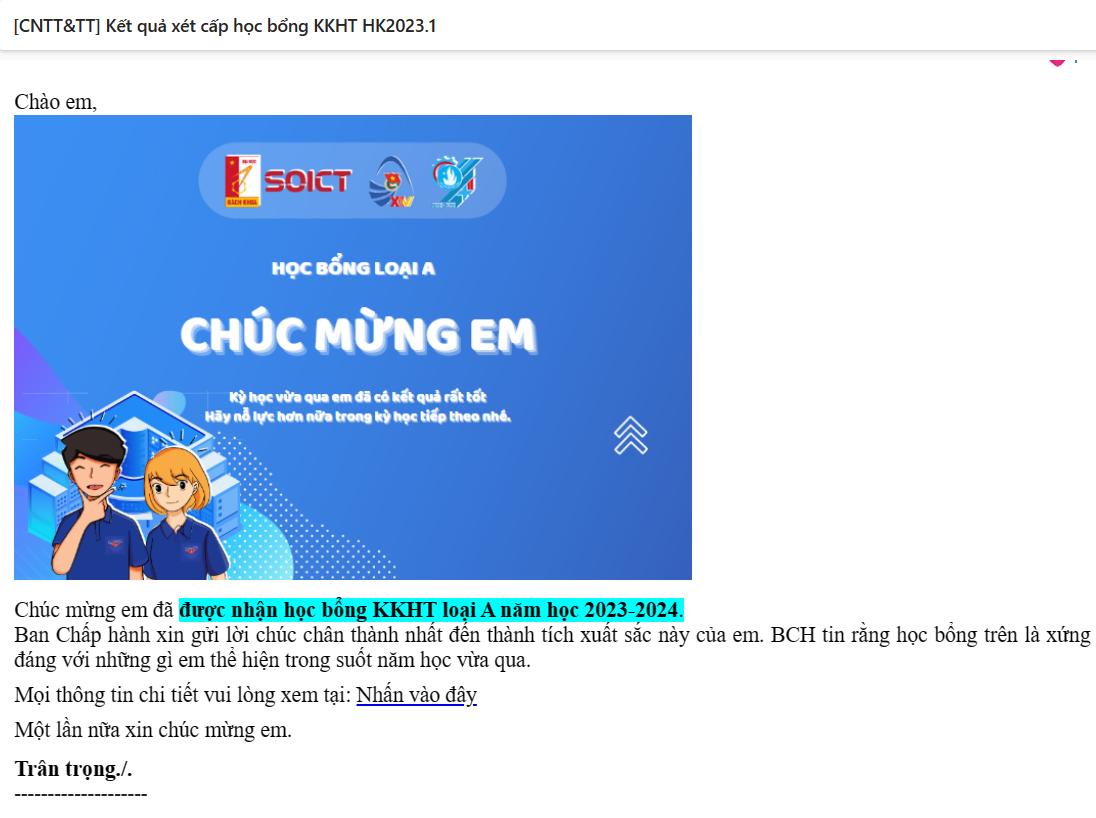 [CNTT&TT] Kết quả xét cấp học bổng KKHT HK2023.1
Chào em,
ĐẠI HỌC
BÁCH KHOA
SOICT
XIV
HỌC BỔNG LOẠI A
CHÚC MỪNG EM
Kỳ học vừa qua em đã có kết quả rất tốt
Hãy nỗ lực hơn nữa trong kỳ học tiếp theo nhé.
Chúc mừng em đã được nhận học bổng KKHT loại A năm học 2023-2024.
Ban Chấp hành xin gửi lời chúc chân thành nhất đến thành tích xuất sắc này của em. BCH tin rằng học bổng trên là xứng
đáng với những gì em thể hiện trong suốt năm học vừa qua.
Mọi thông tin chi tiết vui lòng xem tại: Nhấn vào đây
Một lần nữa xin chúc mừng em.
Trân trọng./.
--------------------